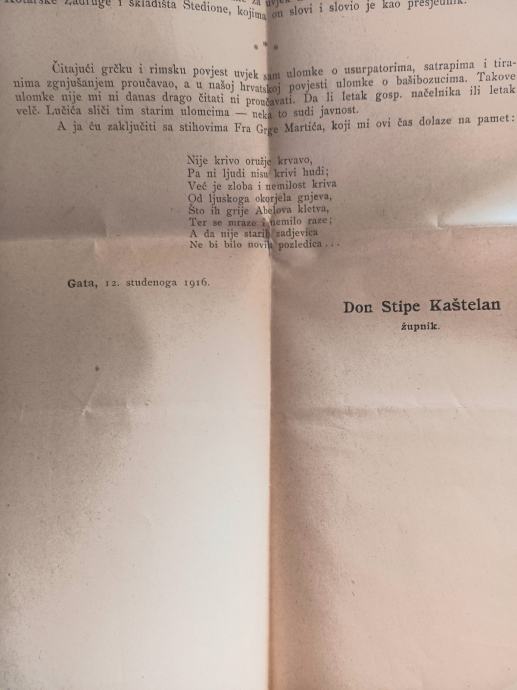 Zadruge i skladišta Štedione, kojima on slovi i slovio je kao presjednik.
* * *
Čitajući grčku i rimsku povjest uvjek sam ulomke o usurpatorima, satrapima i tira-
nima zgnjušanjem proučavao, a u našoj hrvatskoj povjesti ulomke o bašibozucima. Takove
ulomke nije mi ni danas drago čitati ni proučavati. Da li letak gosp. načelnika ili letak
velč. Lučića sliči tim starim ulomcima — neka to sudi javnost.
A ja ću zaključiti sa stihovima Fra Grge Martića, koji mi ovi čas dolaze na pamet:
Nije krivo oružje krvavo,
Pa ni ljudi nisu krivi hudi;
Već je zloba i nemilost kriva
Od ljuskoga okorjela gnjeva,
Što ih grije Abelova kletva,
Ter se mraze i nemilo raze;
A da nije starih zadjevica
Ne bi bilo novih pozledica . . .
Gata, 12. studenoga 1916.
Don Stipe Kaštelan
župnik.